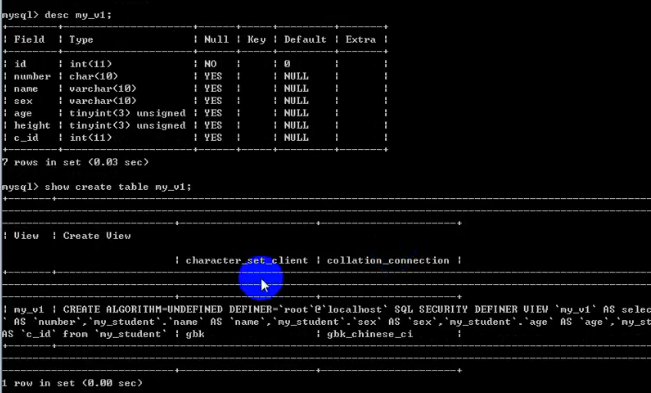 mysql> desc my_v1;
| Field | Type | Null | Key | Default | Extra |
| id | int(11) | NO | | 0 | |
| number | char(10) | YES | | NULL | |
| name | varchar(10) | YES | | NULL | |
| sex | varchar(10) | YES | | NULL | |
| age | tinyint(3) unsigned | YES | | NULL | |
| height | tinyint(3) unsigned | YES | | NULL | |
| c_id | int(11) | YES | | NULL | |
7 rows in set (0.03 sec)
mysql> show create table my_v1;
| View | Create View
| character_set_client | collation_connection |
| my_v1 | CREATE ALGORITHM=UNDEFINED DEFINER=`root`@`localhost` SQL SECURITY DEFINER VIEW `my_v1` AS selec
AS `number`,`my_student`.`name` AS `name`,`my_student`.`sex` AS `sex`,`my_student`.`age` AS `age`,`my_st
AS `c_id` from `my_student` | gbk | gbk_chinese_ci |
1 row in set (0.00 sec)